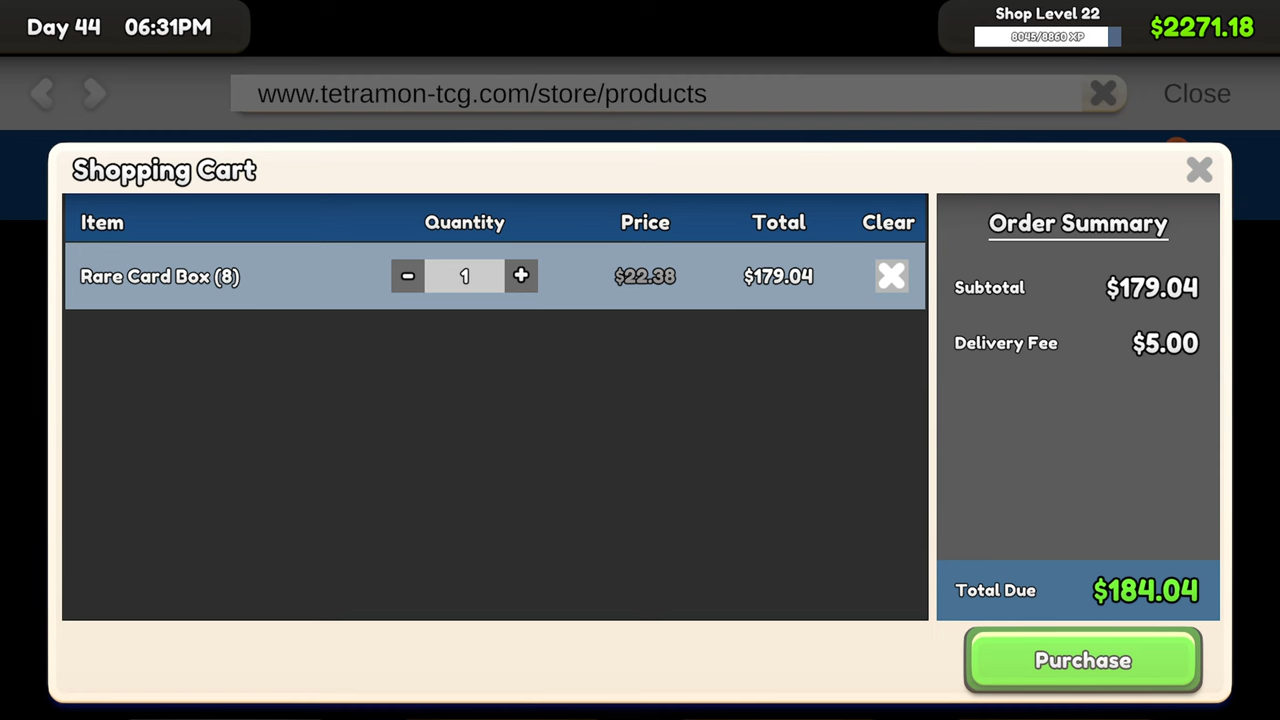 Day 44 06:31PM
Shop Level 22
8045/8860 XP
$2271.18
www.tetramon-tcg.com/store/products
Close
Shopping Cart
Item Quantity Price Total Clear
Rare Card Box (8) - 1 + $22.38 $179.04
Order Summary
Subtotal $179.04
Delivery Fee $5.00
Total Due $184.04
Purchase